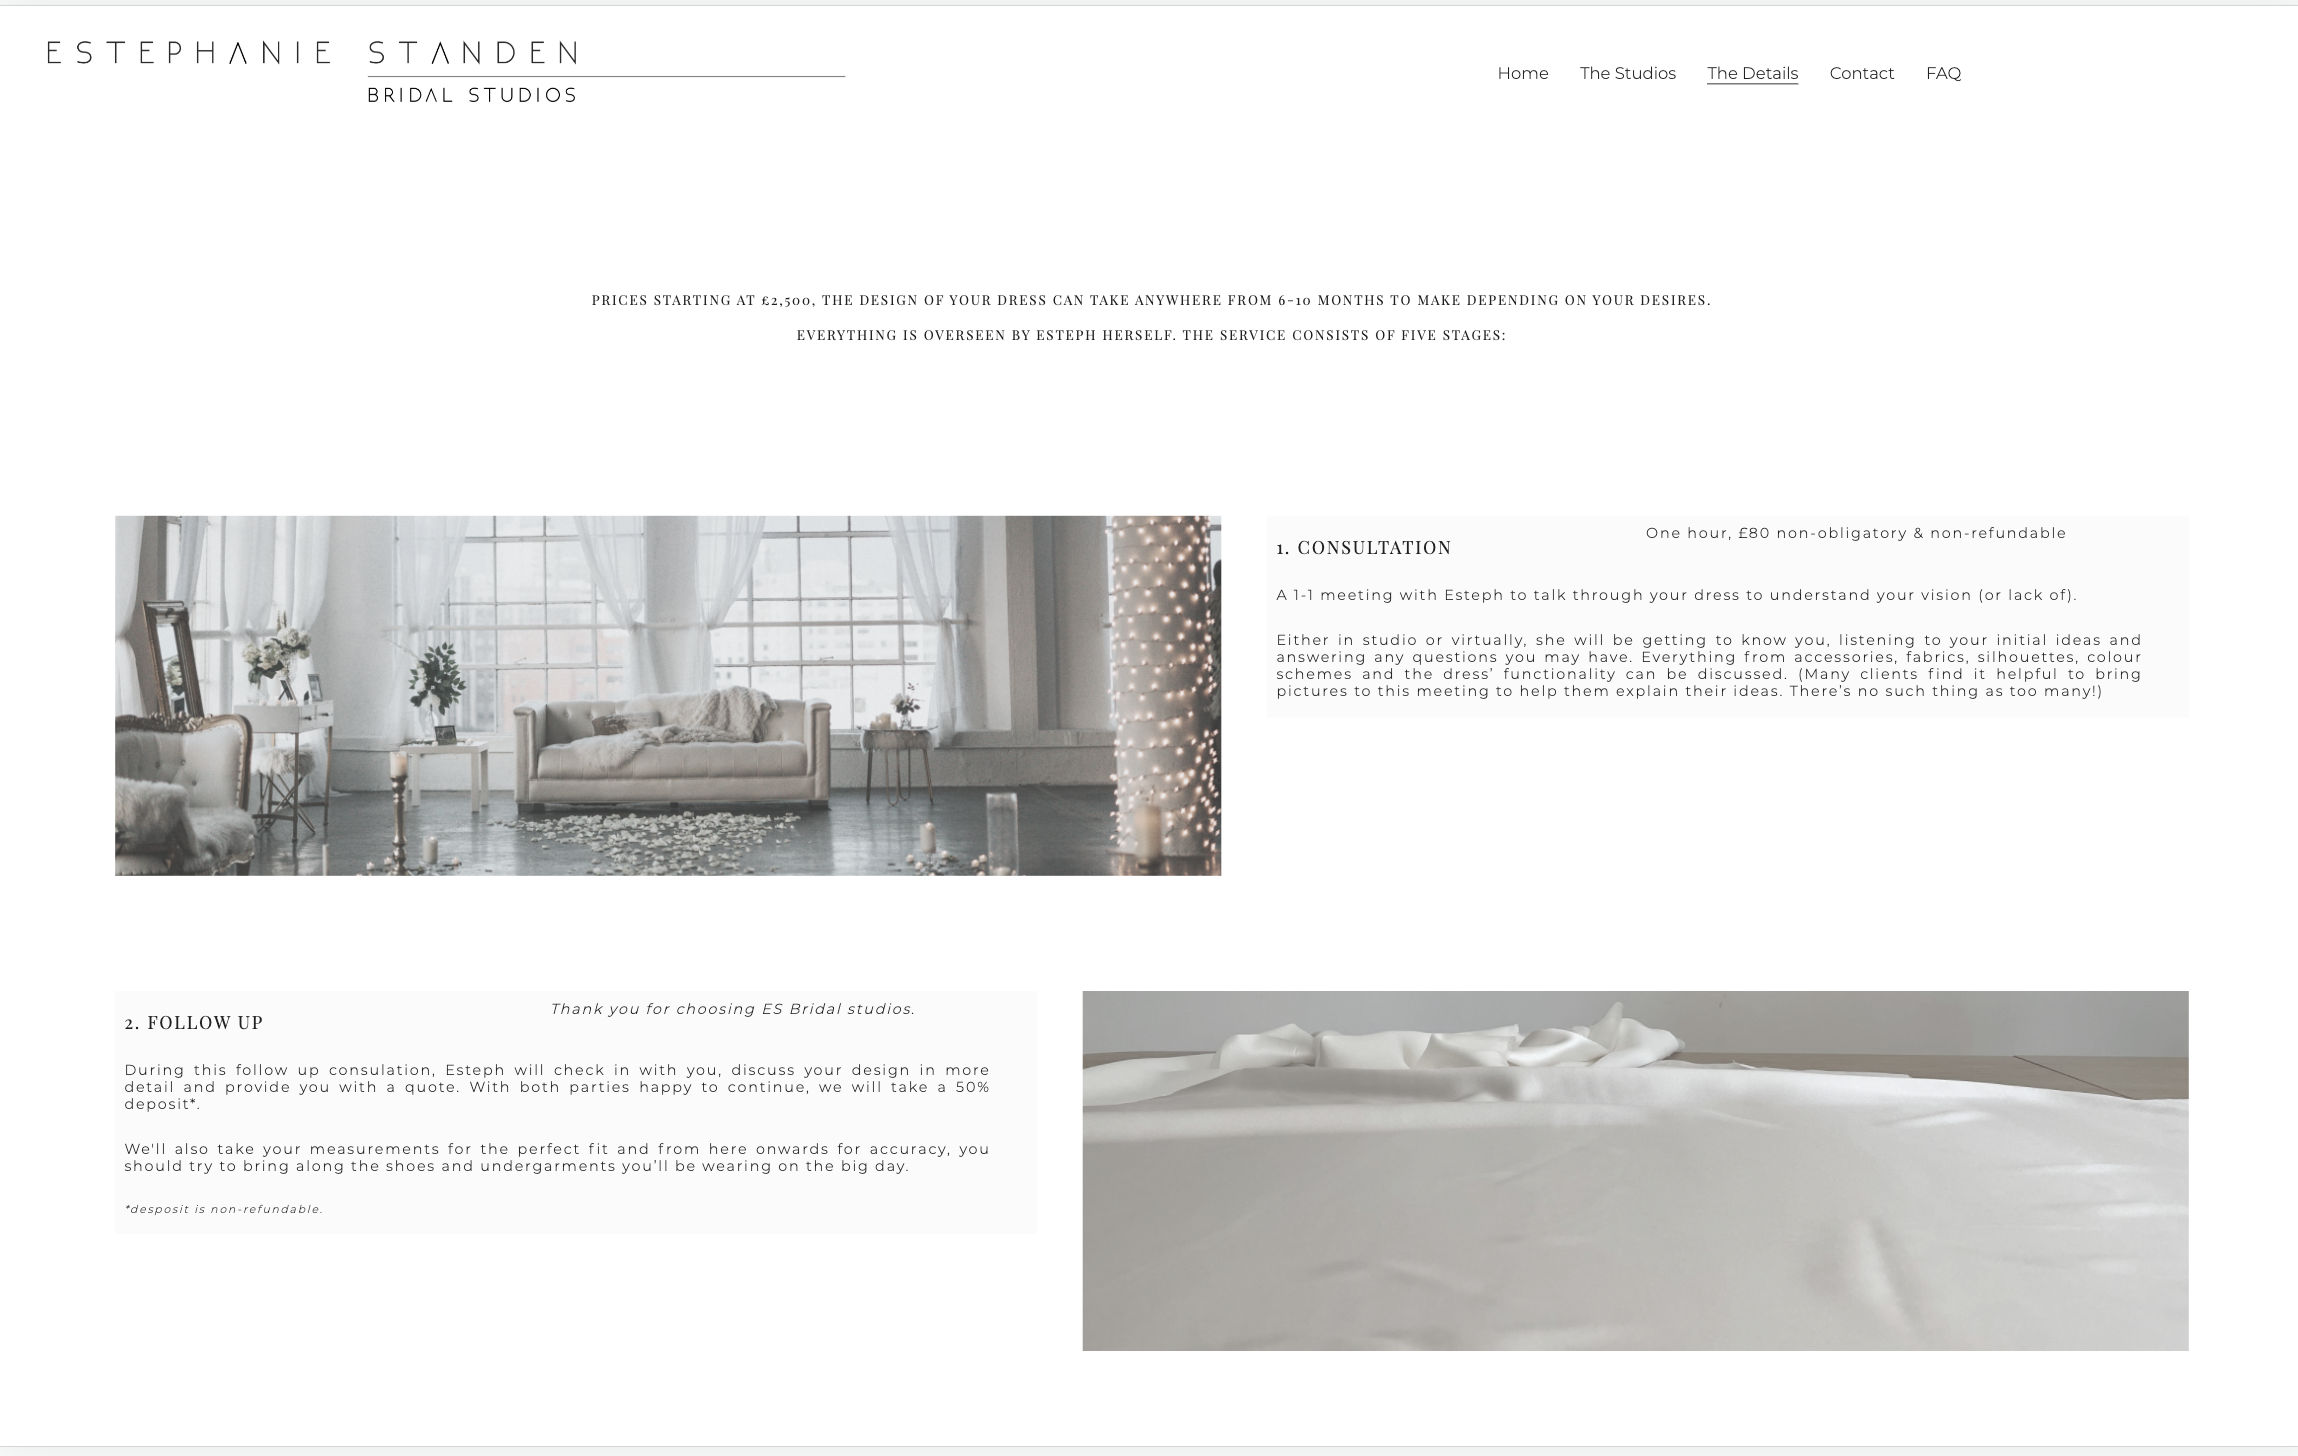 ESTEPHANIE STANDEN
BRIDAL STUDIOS
Home The Studios The Details Contact FAQ
PRICES STARTING AT £2,500, THE DESIGN OF YOUR DRESS CAN TAKE ANYWHERE FROM 6-10 MONTHS TO MAKE DEPENDING ON YOUR DESIRES.
EVERYTHING IS OVERSEEN BY ESTEPH HERSELF. THE SERVICE CONSISTS OF FIVE STAGES:
One hour, £80 non-obligatory & non-refundable
1. CONSULTATION
A 1-1 meeting with Esteph to talk through your dress to understand your vision (or lack of).
Either in studio or virtually, she will be getting to know you, listening to your initial ideas and
answering any questions you may have. Everything from accessories, fabrics, silhouettes, colour
schemes and the dress’ functionality can be discussed. (Many clients find it helpful to bring
pictures to this meeting to help them explain their ideas. There’s no such thing as too many!)
Thank you for choosing ES Bridal studios.
2. FOLLOW UP
During this follow up consulation, Esteph will check in with you, discuss your design in more
detail and provide you with a quote. With both parties happy to continue, we will take a 50%
deposit*.
We'll also take your measurements for the perfect fit and from here onwards for accuracy, you
should try to bring along the shoes and undergarments you’ll be wearing on the big day.
*desposit is non-refundable.